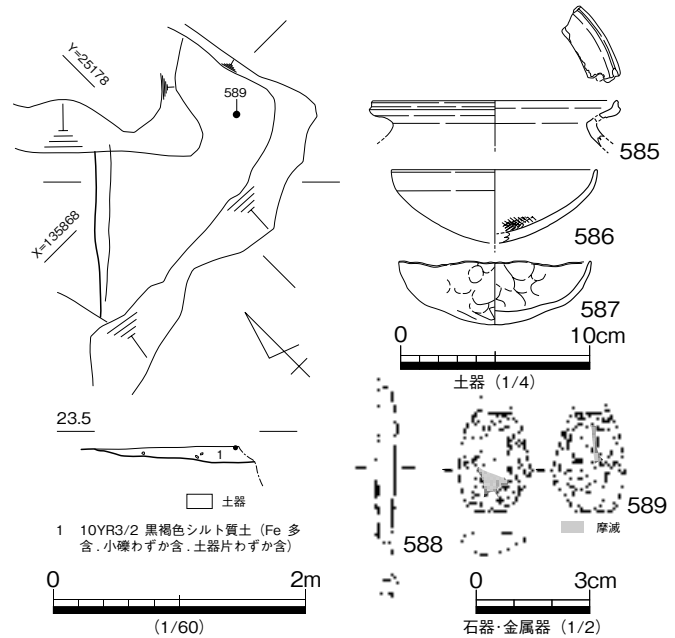 Y=25178
589
X=135868
23.5
1
土器
1 10YR3/2 黒褐色シルト質土（Fe 多
含．小礫わずか含．土器片わずか含）
0 2m
(1/60)
585
586
587
0 10cm
土器（1/4）
588
589
摩滅
0 3cm
石器・金属器（1/2）